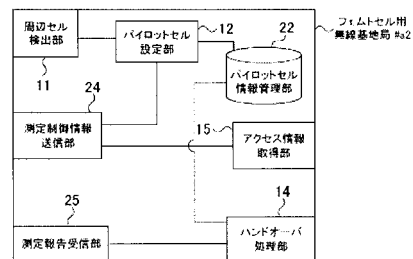 周辺セル
検出部
11
パイロットセル
設定部
12
22
パイロットセル
情報管理部
フェムトセル用
無線基地局 #a2
24
測定制御情報
送信部
15
アクセス情報
取得部
25
測定報告受信部
14
ハンドオーバ
処理部